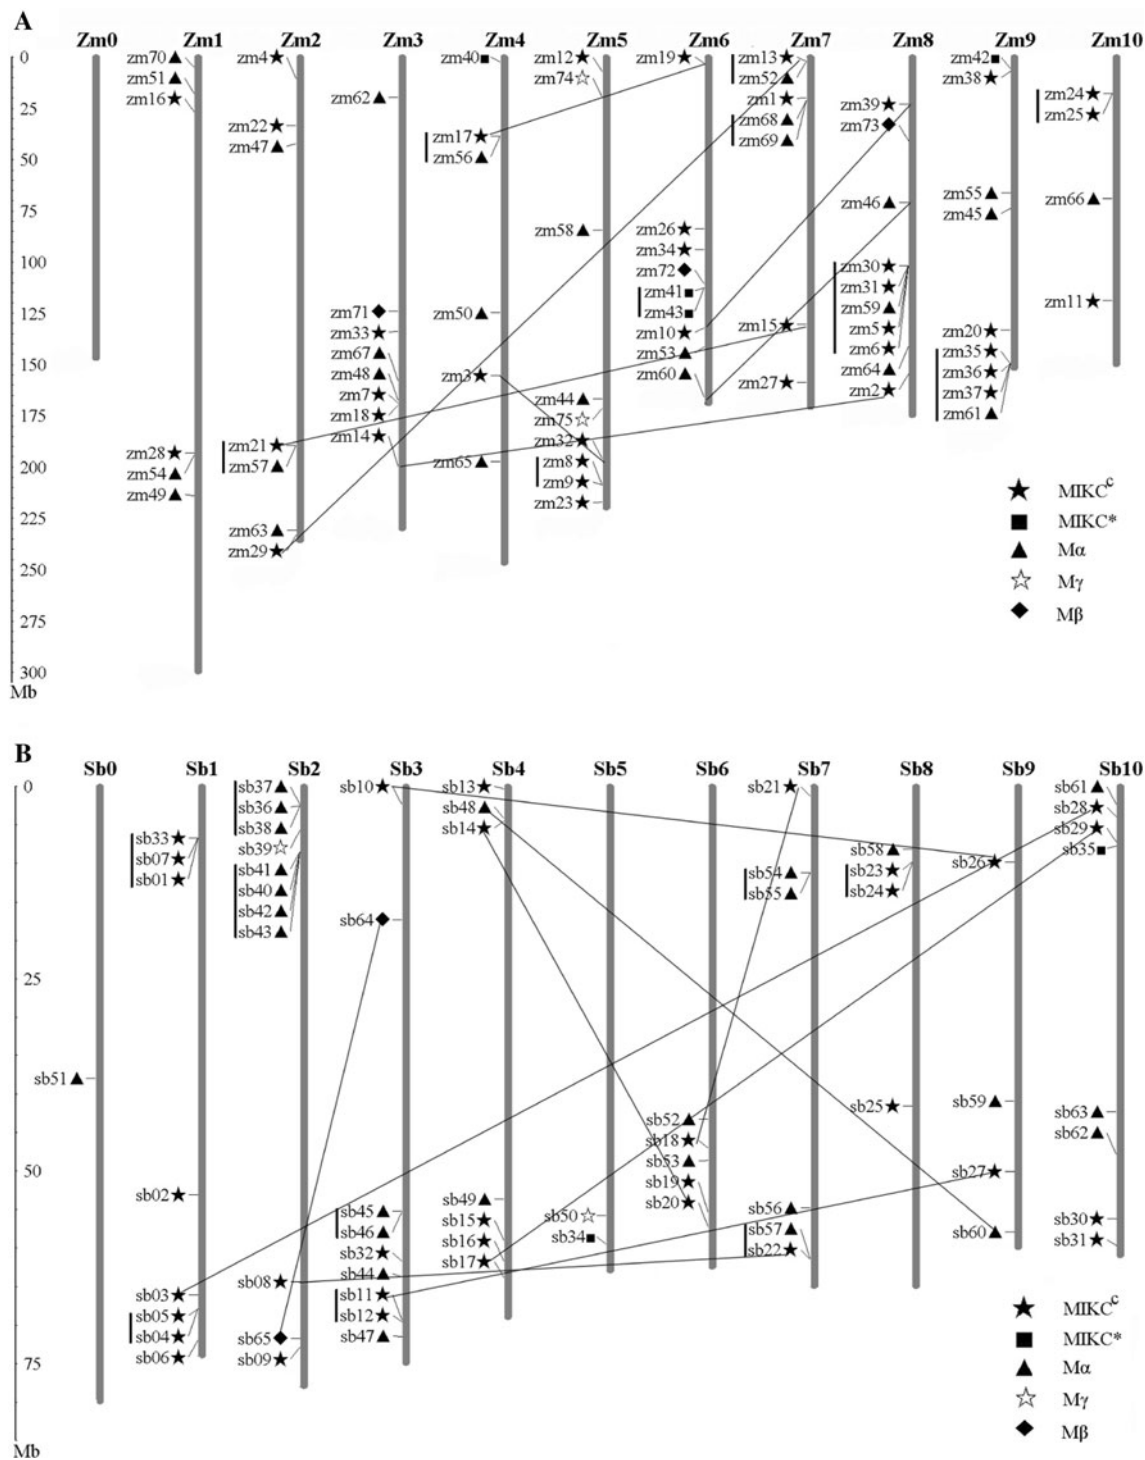 A
Zm0 Zm1 Zm2 Zm3 Zm4 Zm5 Zm6 Zm7 Zm8 Zm9 Zm10
0 zm70 zm4 zm40 zm12 zm19 zm13 zm42
zm51 zm74 zm52 zm38
25 zm16 zm62 zm1 zm39 zm24
zm22 zm68 zm73 zm25
zm47 zm17 zm69
50 zm56
zm55 zm66
75 zm46 zm45
zm58 zm26
zm34
100 zm72 zm30
zm41 zm31
125 zm71 zm50 zm43 zm59 zm11
zm33 zm10 zm15 zm5 zm20
zm67 zm53 zm6 zm35
150 zm48 zm3 zm60 zm27 zm64 zm36
zm7 zm44 zm2 zm37
175 zm18 zm75 zm61
zm28 zm21 zm14 zm32
200 zm54 zm57 zm65 zm8
zm49 zm9
225 zm23
zm63
zm29
250
275
300
Mb
★ MIKCᶜ
■ MIKC*
▲ Mα
☆ Mγ
◆ Mβ
B
Sb0 Sb1 Sb2 Sb3 Sb4 Sb5 Sb6 Sb7 Sb8 Sb9 Sb10
0 sb37 sb10 sb13 sb21 sb61
sb36 sb48 sb28
sb33 sb38 sb14 sb29
sb07 sb39 sb58 sb26 sb35
sb01 sb41 sb54 sb23
sb40 sb55 sb24
sb42
sb43 sb64
25
sb51
sb52 sb25 sb59 sb63
sb18 sb62
50 sb53 sb27
sb02 sb49 sb19
sb45 sb15 sb50 sb20 sb56 sb30
sb46 sb16 sb34 sb57 sb60 sb31
sb32 sb17 sb22
sb03 sb08 sb44
sb05 sb11
sb04 sb65 sb12
75 sb06 sb09 sb47
Mb
★ MIKCᶜ
■ MIKC*
▲ Mα
☆ Mγ
◆ Mβ